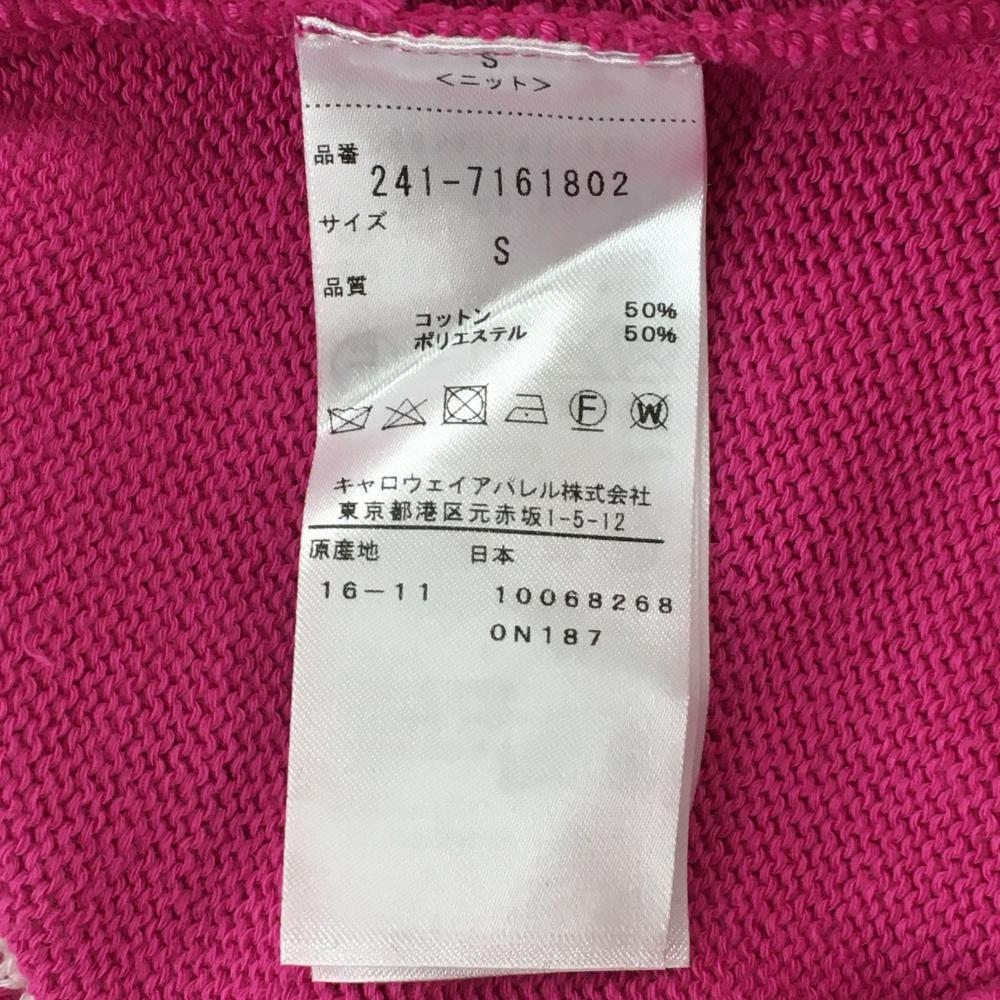 S
<ニット>
品番
241-7161802
サイズ
S
品質
コットン 50%
ポリエステル 50%
F W
キャロウェイアパレル株式会社
東京都港区元赤坂1-5-12
原産地 日本
16-11 10068268
0N187